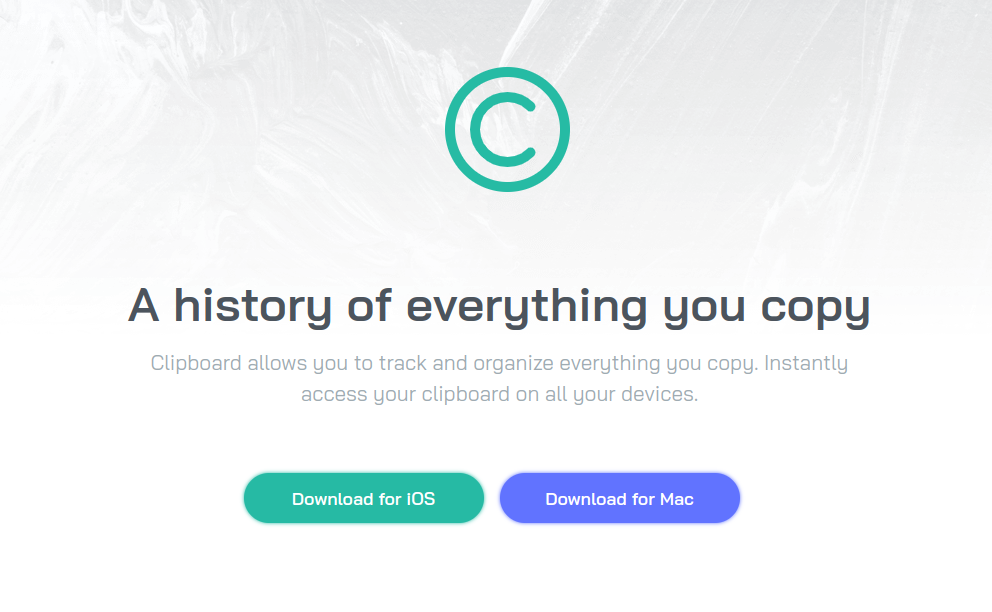 A history of everything you copy
Clipboard allows you to track and organize everything you copy. Instantly
access your clipboard on all your devices.
Download for iOS
Download for Mac